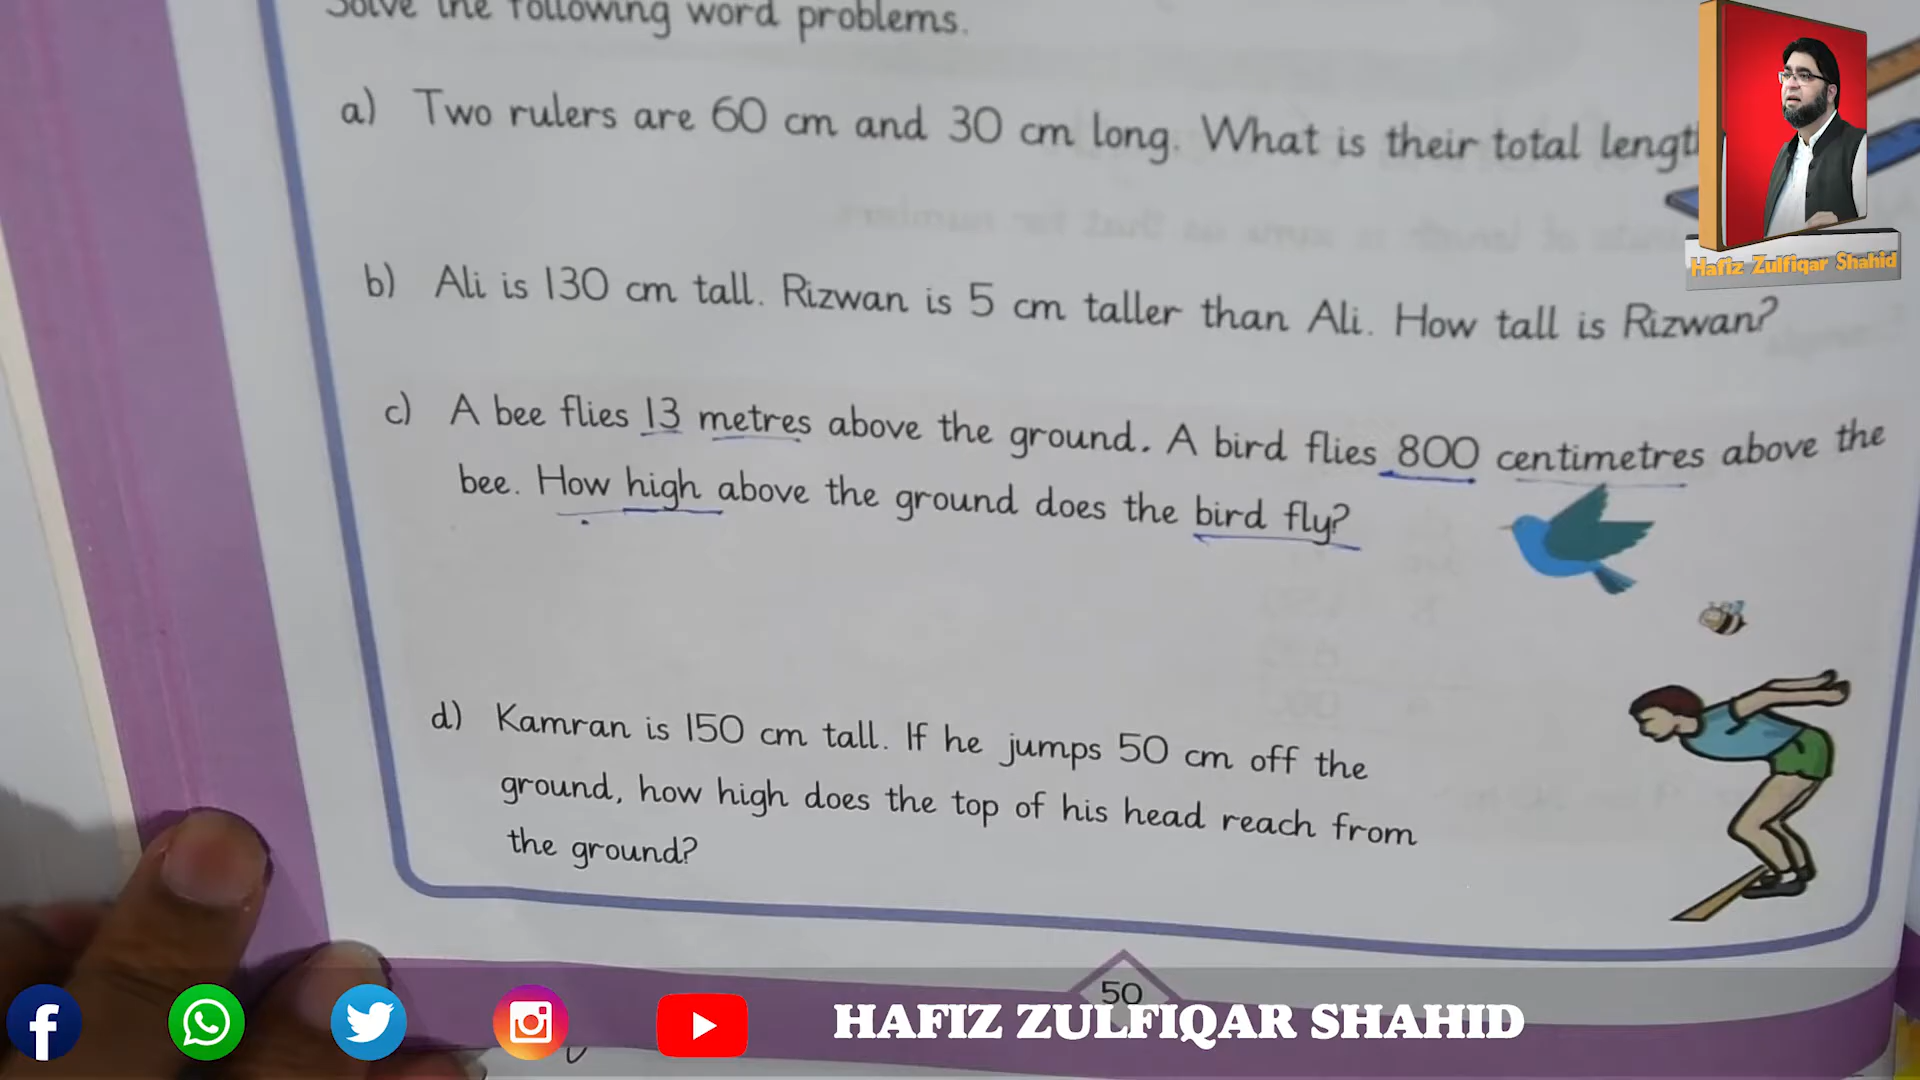 Solve the following word problems.
a) Two rulers are 60 cm and 30 cm long. What is their total
b) Ali is 130 cm tall. Rizwan is 5 cm taller than Ali. How tall is Rizwan?
c) A bee flies 13 metres above the ground. A bird flies 800 centimetres above the
bee. How high above the ground does the bird fly?
d) Kamran is 150 cm tall. If he jumps 50 cm off the
ground, how high does the top of his head reach from
the ground?
50
Hafiz Zulfiqar Shahid
HAFIZ ZULFIQAR SHAHID